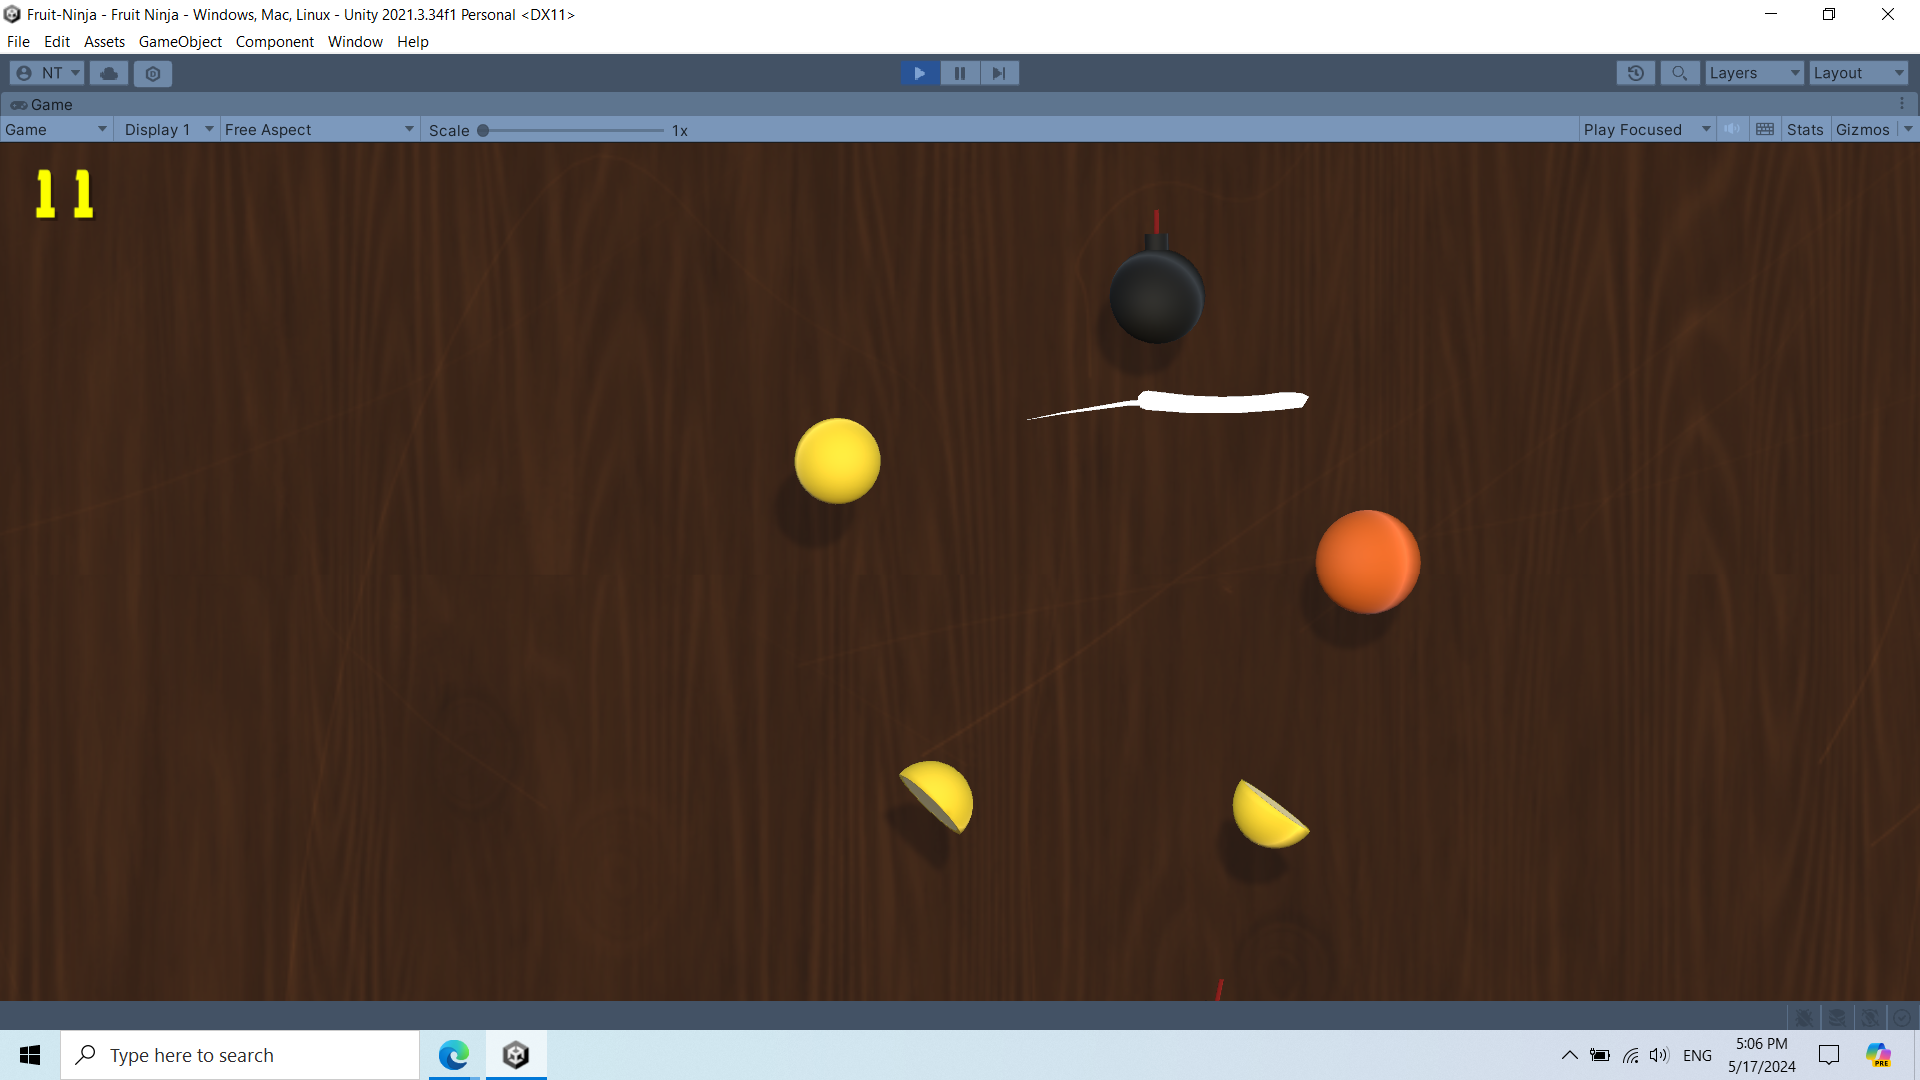 Fruit-Ninja - Fruit Ninja - Windows, Mac, Linux - Unity 2021.3.34f1 Personal <DX11>
File Edit Assets GameObject Component Window Help
NT Layers Layout
Game
Game Display 1 Free Aspect Scale 1x Play Focused Stats Gizmos
11
Type here to search
ENG
5:06 PM
5/17/2024
PRE